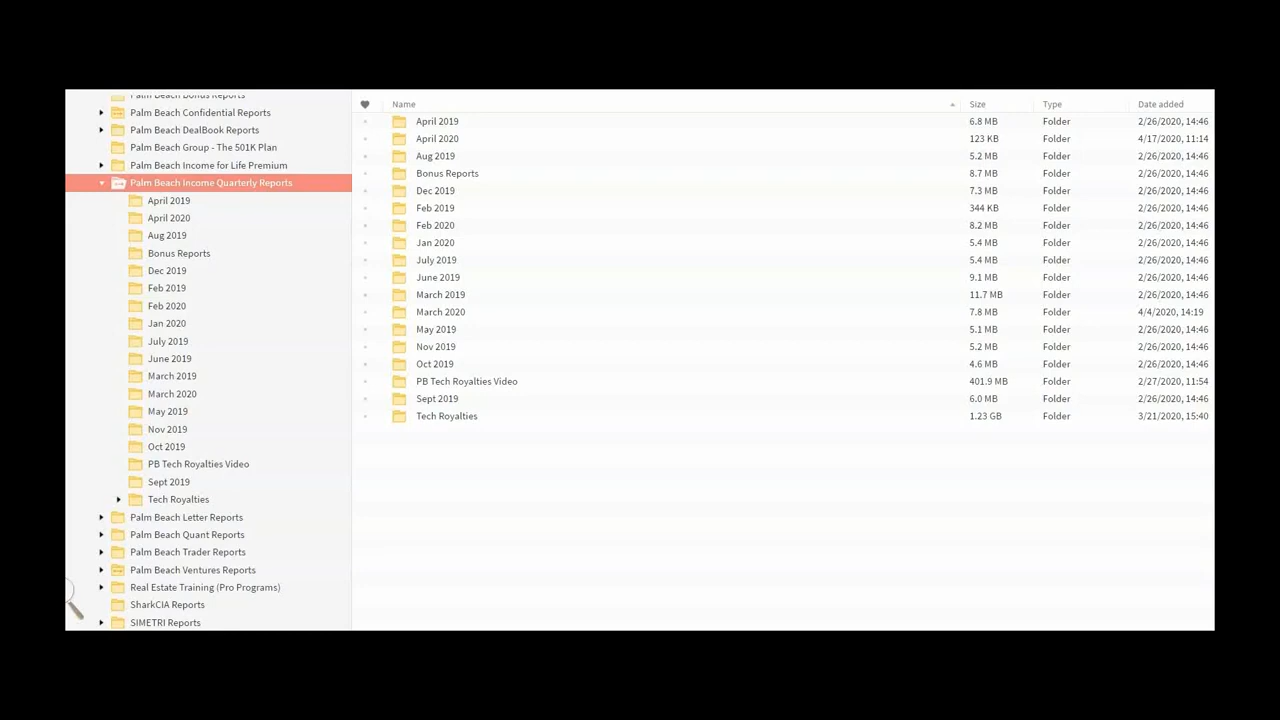 Palm Beach Bonus Reports
Palm Beach Confidential Reports
Palm Beach DealBook Reports
Palm Beach Group - The 501K Plan
Palm Beach Income for Life Premium
Palm Beach Income Quarterly Reports
April 2019
April 2020
Aug 2019
Bonus Reports
Dec 2019
Feb 2019
Feb 2020
Jan 2020
July 2019
June 2019
March 2019
March 2020
May 2019
Nov 2019
Oct 2019
PB Tech Royalties Video
Sept 2019
Tech Royalties
Palm Beach Letter Reports
Palm Beach Quant Reports
Palm Beach Trader Reports
Palm Beach Ventures Reports
Real Estate Training (Pro Programs)
SharkCIA Reports
SIMETRI Reports
Name Size Type Date added
April 2019 6.8 MB Folder 2/26/2020, 14:46
April 2020 123 KB Folder 4/17/2020, 11:14
Aug 2019 5.2 MB Folder 2/26/2020, 14:46
Bonus Reports 8.7 MB Folder 2/26/2020, 14:46
Dec 2019 7.3 MB Folder 2/26/2020, 14:46
Feb 2019 344 KB Folder 2/26/2020, 14:46
Feb 2020 8.2 MB Folder 2/26/2020, 14:46
Jan 2020 5.4 MB Folder 2/26/2020, 14:46
July 2019 5.4 MB Folder 2/26/2020, 14:46
June 2019 9.1 MB Folder 2/26/2020, 14:46
March 2019 11.7 MB Folder 2/26/2020, 14:46
March 2020 7.8 MB Folder 4/4/2020, 14:19
May 2019 5.1 MB Folder 2/26/2020, 14:46
Nov 2019 5.2 MB Folder 2/26/2020, 14:46
Oct 2019 4.6 MB Folder 2/26/2020, 14:46
PB Tech Royalties Video 401.9 MB Folder 2/27/2020, 11:54
Sept 2019 6.0 MB Folder 2/26/2020, 14:46
Tech Royalties 1.23 GB Folder 3/21/2020, 15:40